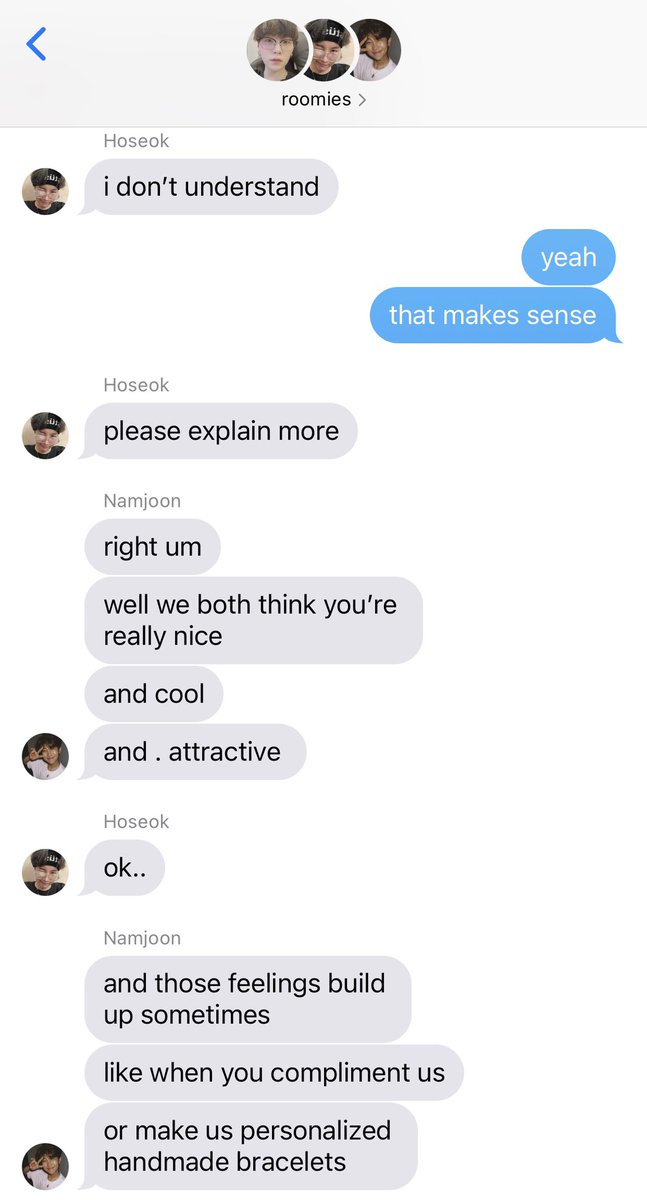 roomies
Hoseok
i don’t understand
yeah
that makes sense
Hoseok
please explain more
Namjoon
right um
well we both think you’re
really nice
and cool
and . attractive
Hoseok
ok..
Namjoon
and those feelings build
up sometimes
like when you compliment us
or make us personalized
handmade bracelets